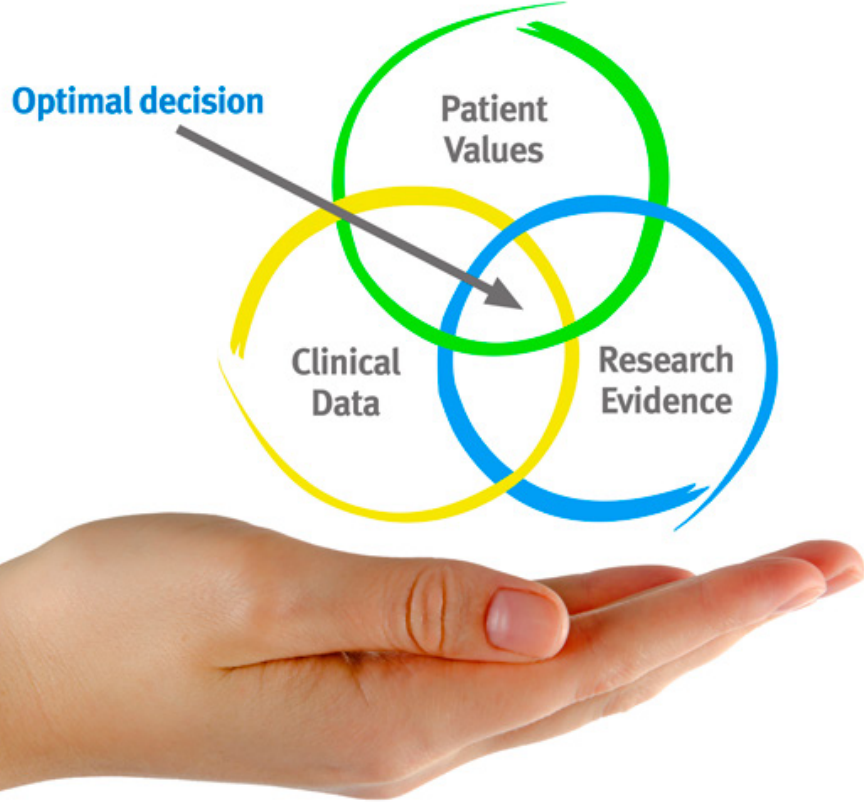 Optimal decision
Patient
Values
Clinical
Data
Research
Evidence